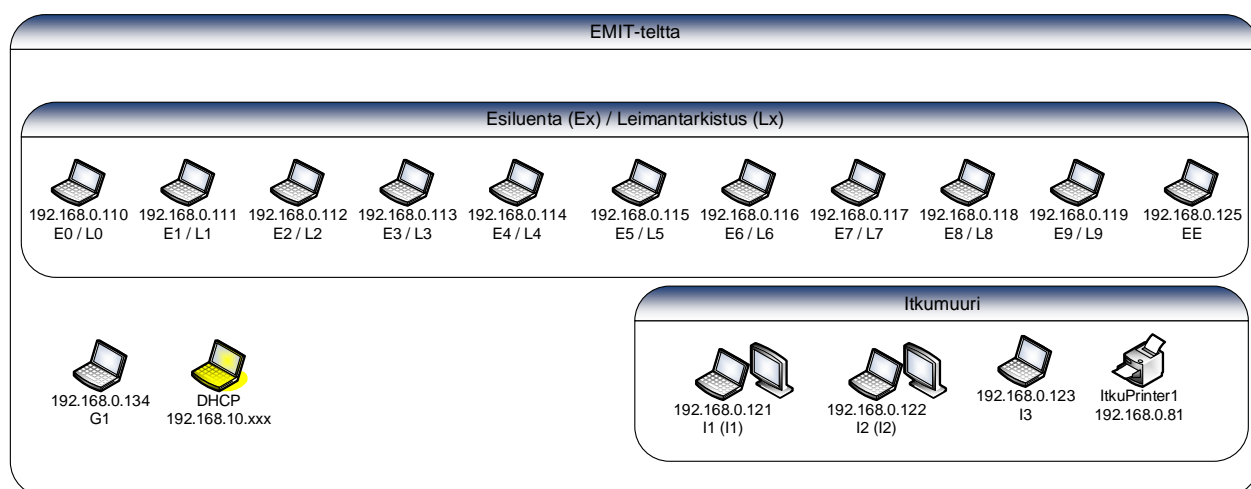 EMIT-teltta
Esiluenta (Ex) / Leimantarkistus (Lx)
192.168.0.110
E0 / L0
192.168.0.111
E1 / L1
192.168.0.112
E2 / L2
192.168.0.113
E3 / L3
192.168.0.114
E4 / L4
192.168.0.115
E5 / L5
192.168.0.116
E6 / L6
192.168.0.117
E7 / L7
192.168.0.118
E8 / L8
192.168.0.119
E9 / L9
192.168.0.125
EE
192.168.0.134
G1
DHCP
192.168.10.xxx
Itkumuuri
192.168.0.121
I1 (I1)
192.168.0.122
I2 (I2)
192.168.0.123
I3
ItkuPrinter1
192.168.0.81